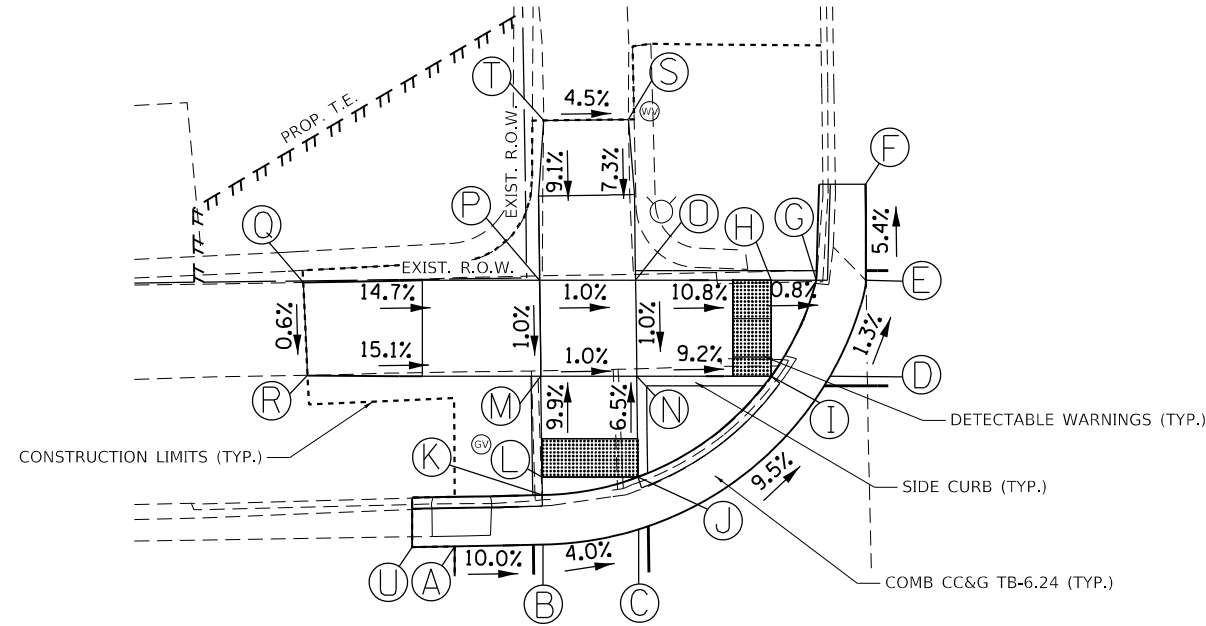 T
S
4.5%
WV
PROP. T.E.
EXIST. R.O.W.
9.1%
7.3%
F
P
O
H
G
5.4%
Q
EXIST. R.O.W.
E
14.7%
1.0%
10.8%
0.8%
0.6%
1.0%
1.0%
1.3%
15.1%
1.0%
9.2%
D
R
M
N
I
9.9%
6.5%
DETECTABLE WARNINGS (TYP.)
GV
CONSTRUCTION LIMITS (TYP.)
K
L
9.5%
SIDE CURB (TYP.)
J
10.0%
4.0%
U
A
B
C
COMB CC&G TB-6.24 (TYP.)